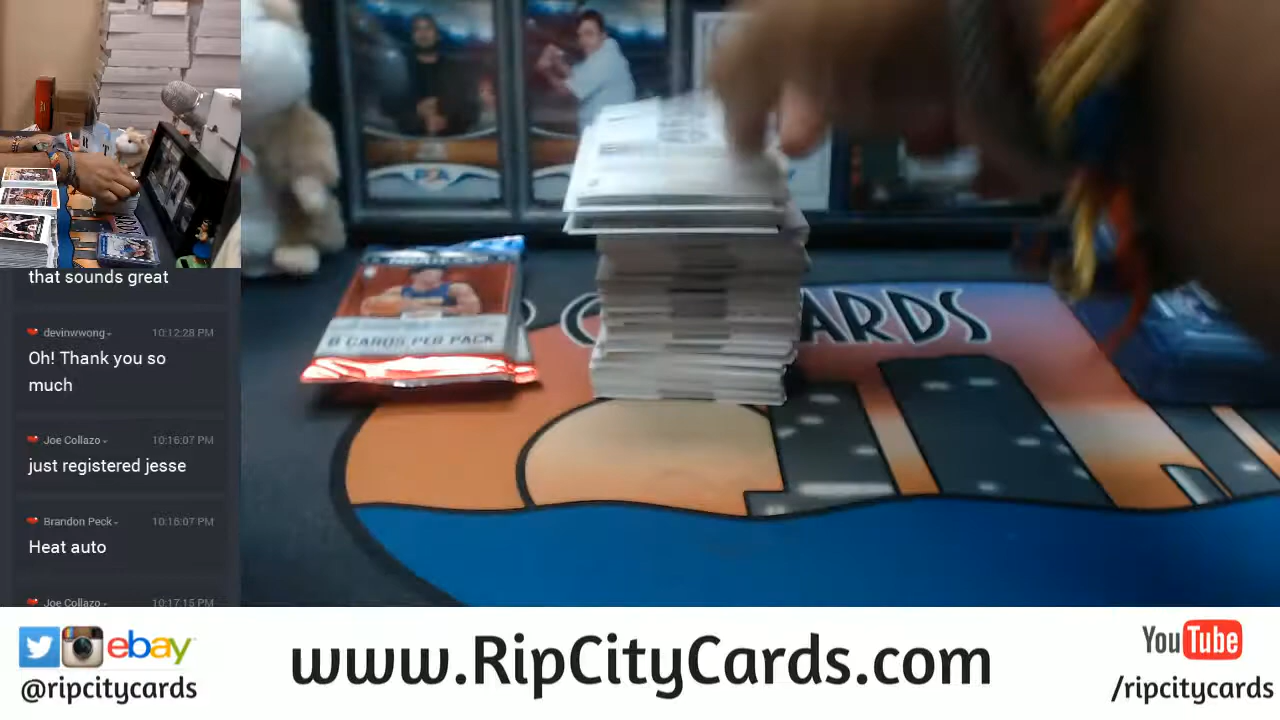 that sounds great
devinwwong
10:12:28 PM
Oh! Thank you so
much
Joe Collazo
10:16:07 PM
just registered jesse
Brandon Peck
10:16:07 PM
Heat auto
Joe Collazo
10:17:15 PM
8 CARDS PER PACK
ARDS
ebay
@ripcitycards
www.RipCityCards.com
YouTube
/ripcitycards